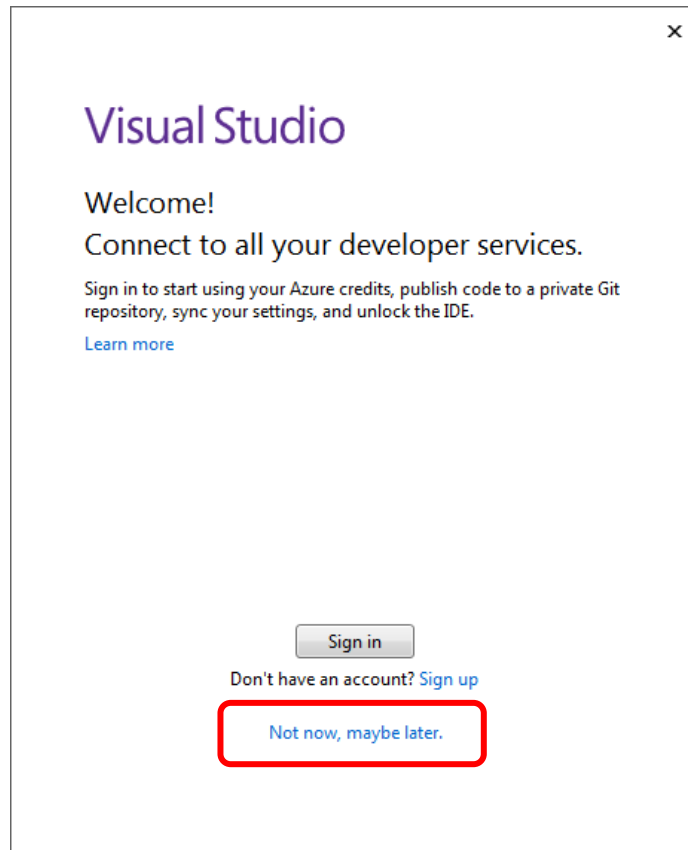 Visual Studio
Welcome!
Connect to all your developer services.
Sign in to start using your Azure credits, publish code to a private Git
repository, sync your settings, and unlock the IDE.
Learn more
Sign in
Don't have an account? Sign up
Not now, maybe later.